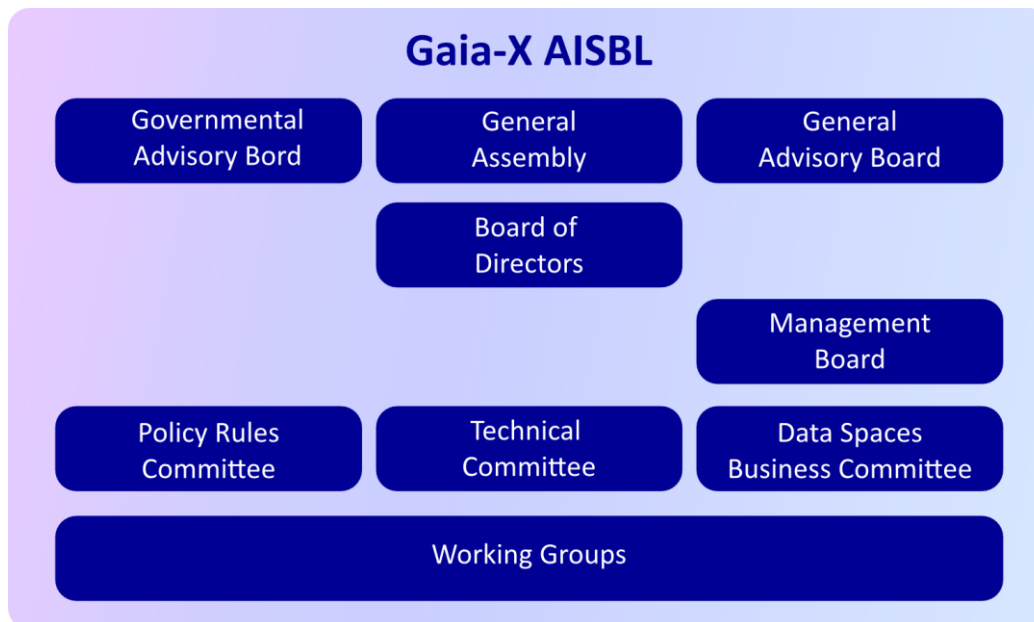 Gaia-X AISBL
Governmental
Advisory Bord
General
Assembly
General
Advisory Board
Board of
Directors
Management
Board
Policy Rules
Committee
Technical
Committee
Data Spaces
Business Committee
Working Groups